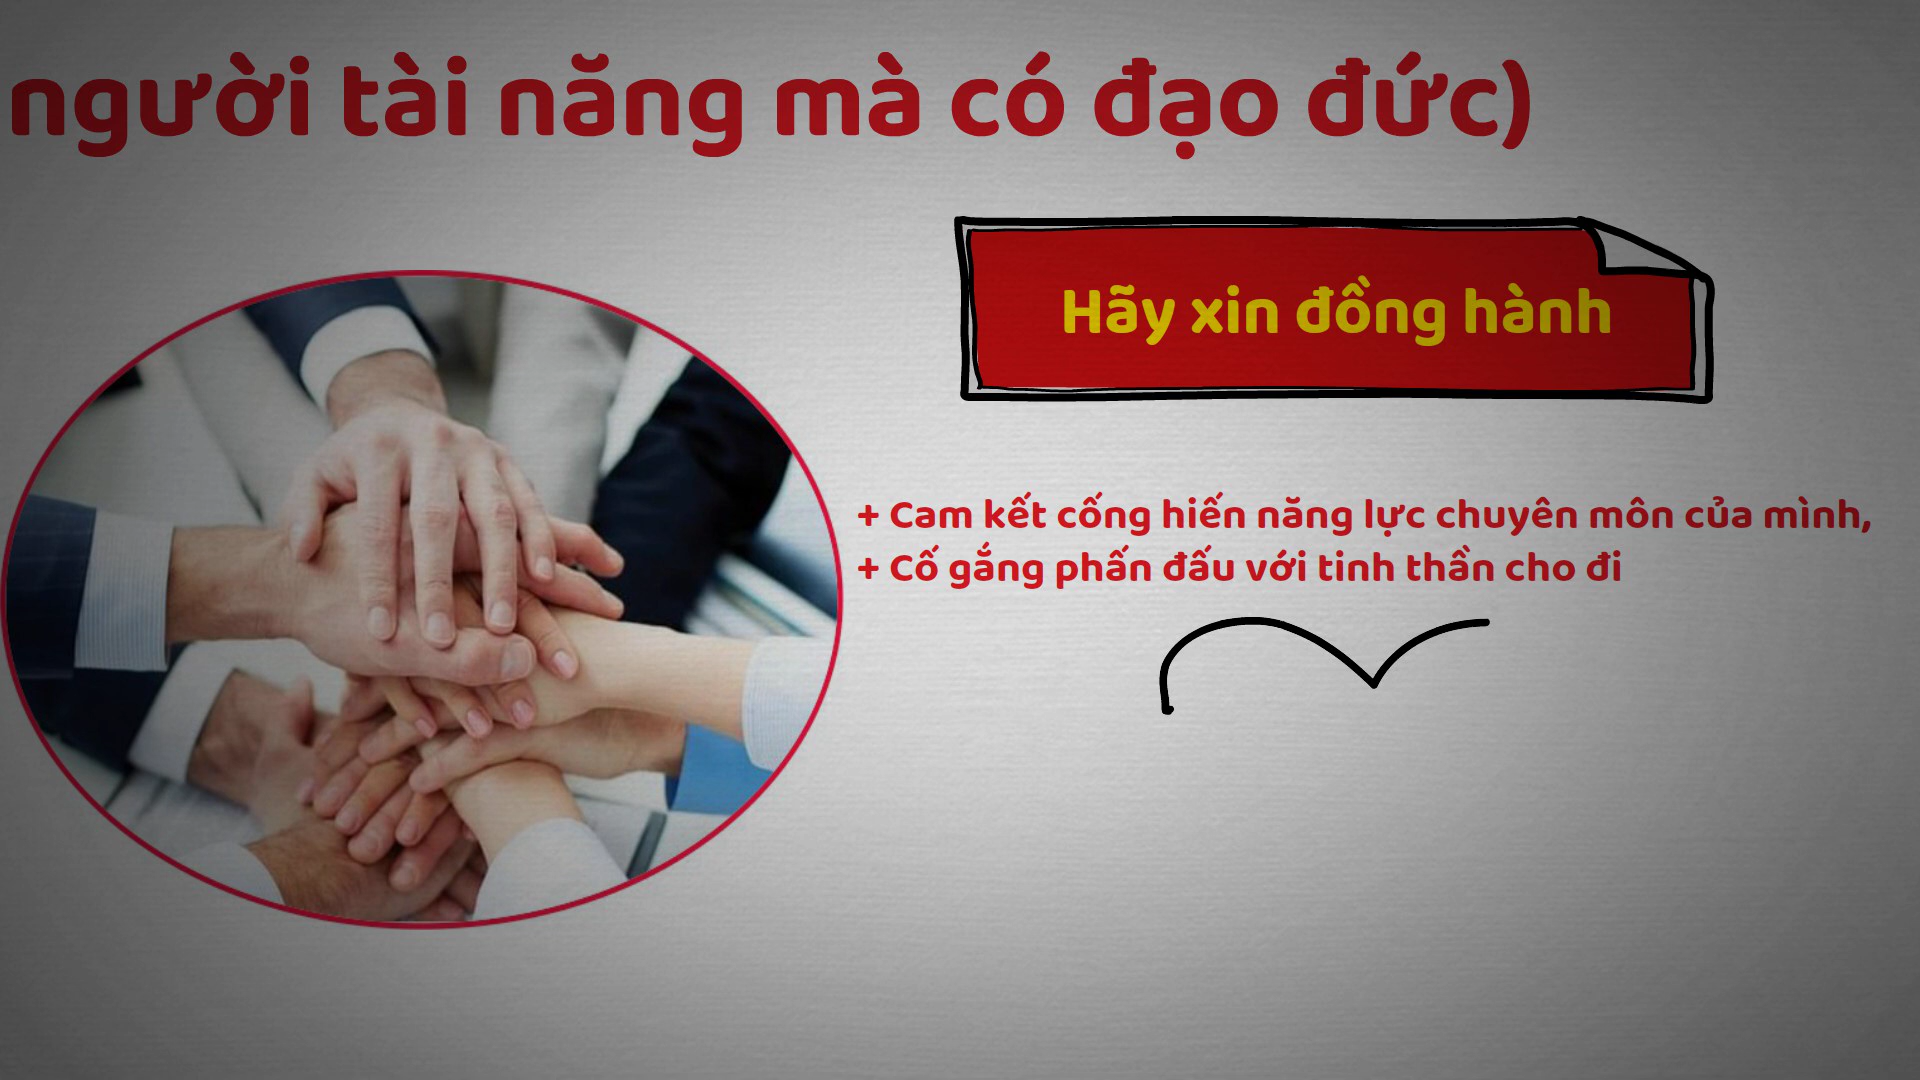 người tài năng mà có đạo đức)
Hãy xin đồng hành
+ Cam kết cống hiến năng lực chuyên môn của mình,
+ Cố gắng phấn đấu với tinh thần cho đi